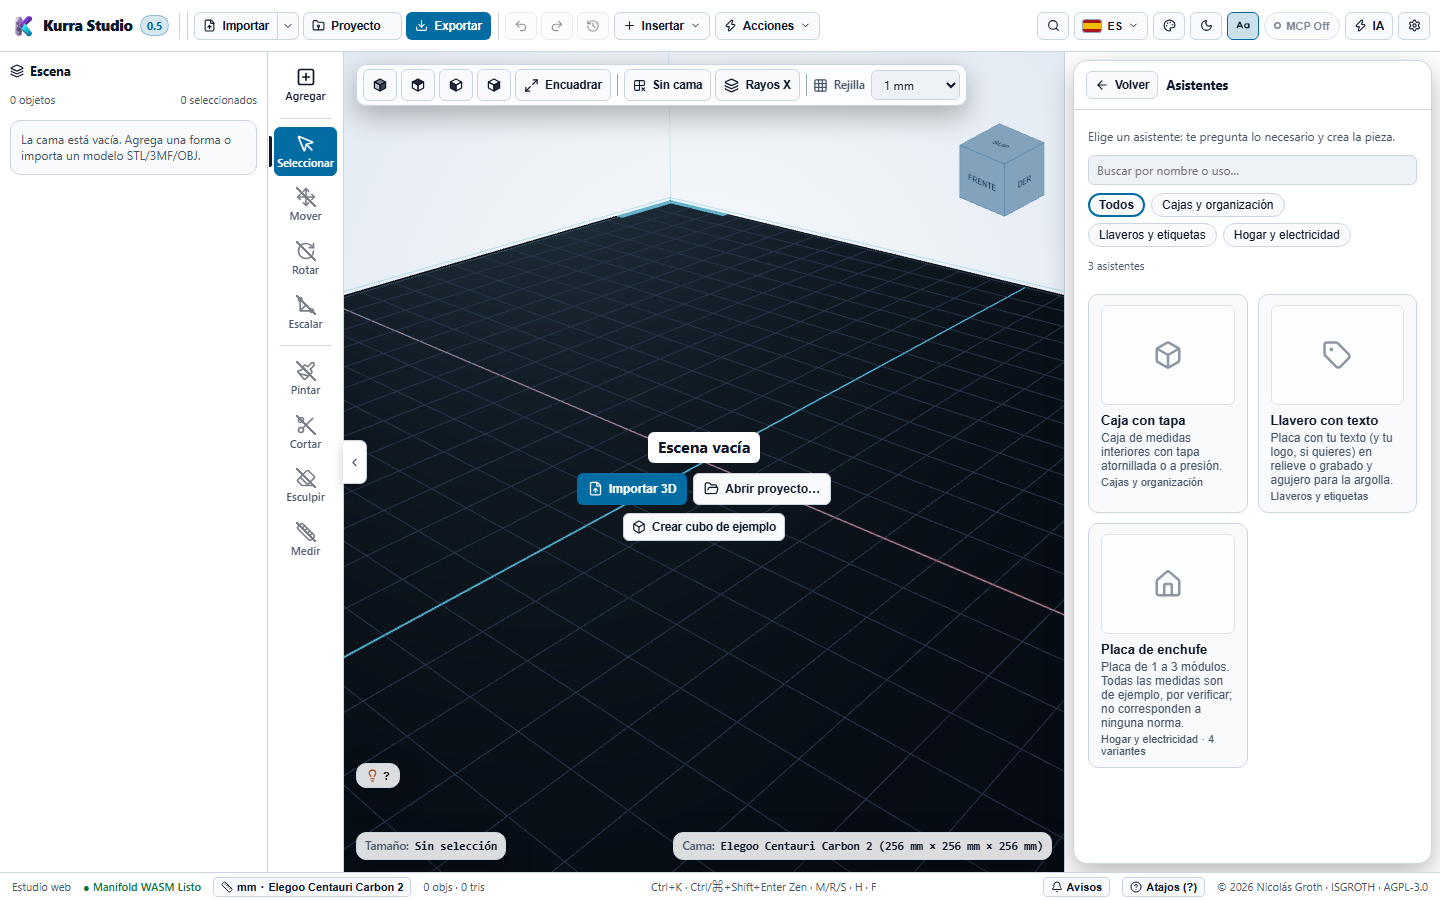 Kurra Studio 0.5
Importar
Proyecto
Exportar
Insertar
Acciones
ES
Aa
MCP Off
IA
Escena
0 objetos
0 seleccionados
La cama está vacía. Agrega una forma o
importa un modelo STL/3MF/OBJ.
Agregar
Seleccionar
Mover
Rotar
Escalar
Pintar
Cortar
Esculpir
Medir
Encuadrar
Sin cama
Rayos X
Rejilla
1 mm
SUP
FRENTE
DER
Escena vacía
Importar 3D
Abrir proyecto...
Crear cubo de ejemplo
?
Tamaño: Sin selección
Cama: Elegoo Centauri Carbon 2 (256 mm × 256 mm × 256 mm)
Volver
Asistentes
Elige un asistente: te pregunta lo necesario y crea la pieza.
Buscar por nombre o uso...
Todos
Cajas y organización
Llaveros y etiquetas
Hogar y electricidad
3 asistentes
Caja con tapa
Caja de medidas
interiores con tapa
atornillada o a presión.
Cajas y organización
Llavero con texto
Placa con tu texto (y tu
logo, si quieres) en
relieve o grabado y
agujero para la argolla.
Llaveros y etiquetas
Placa de enchufe
Placa de 1 a 3 módulos.
Todas las medidas son
de ejemplo, por verificar;
no corresponden a
ninguna norma.
Hogar y electricidad · 4
variantes
Estudio web
Manifold WASM Listo
mm · Elegoo Centauri Carbon 2
0 objs · 0 tris
Ctrl+K · Ctrl/⌘+Shift+Enter Zen · M/R/S · H · F
Avisos
Atajos (?)
© 2026 Nicolás Groth · ISGROTH · AGPL-3.0